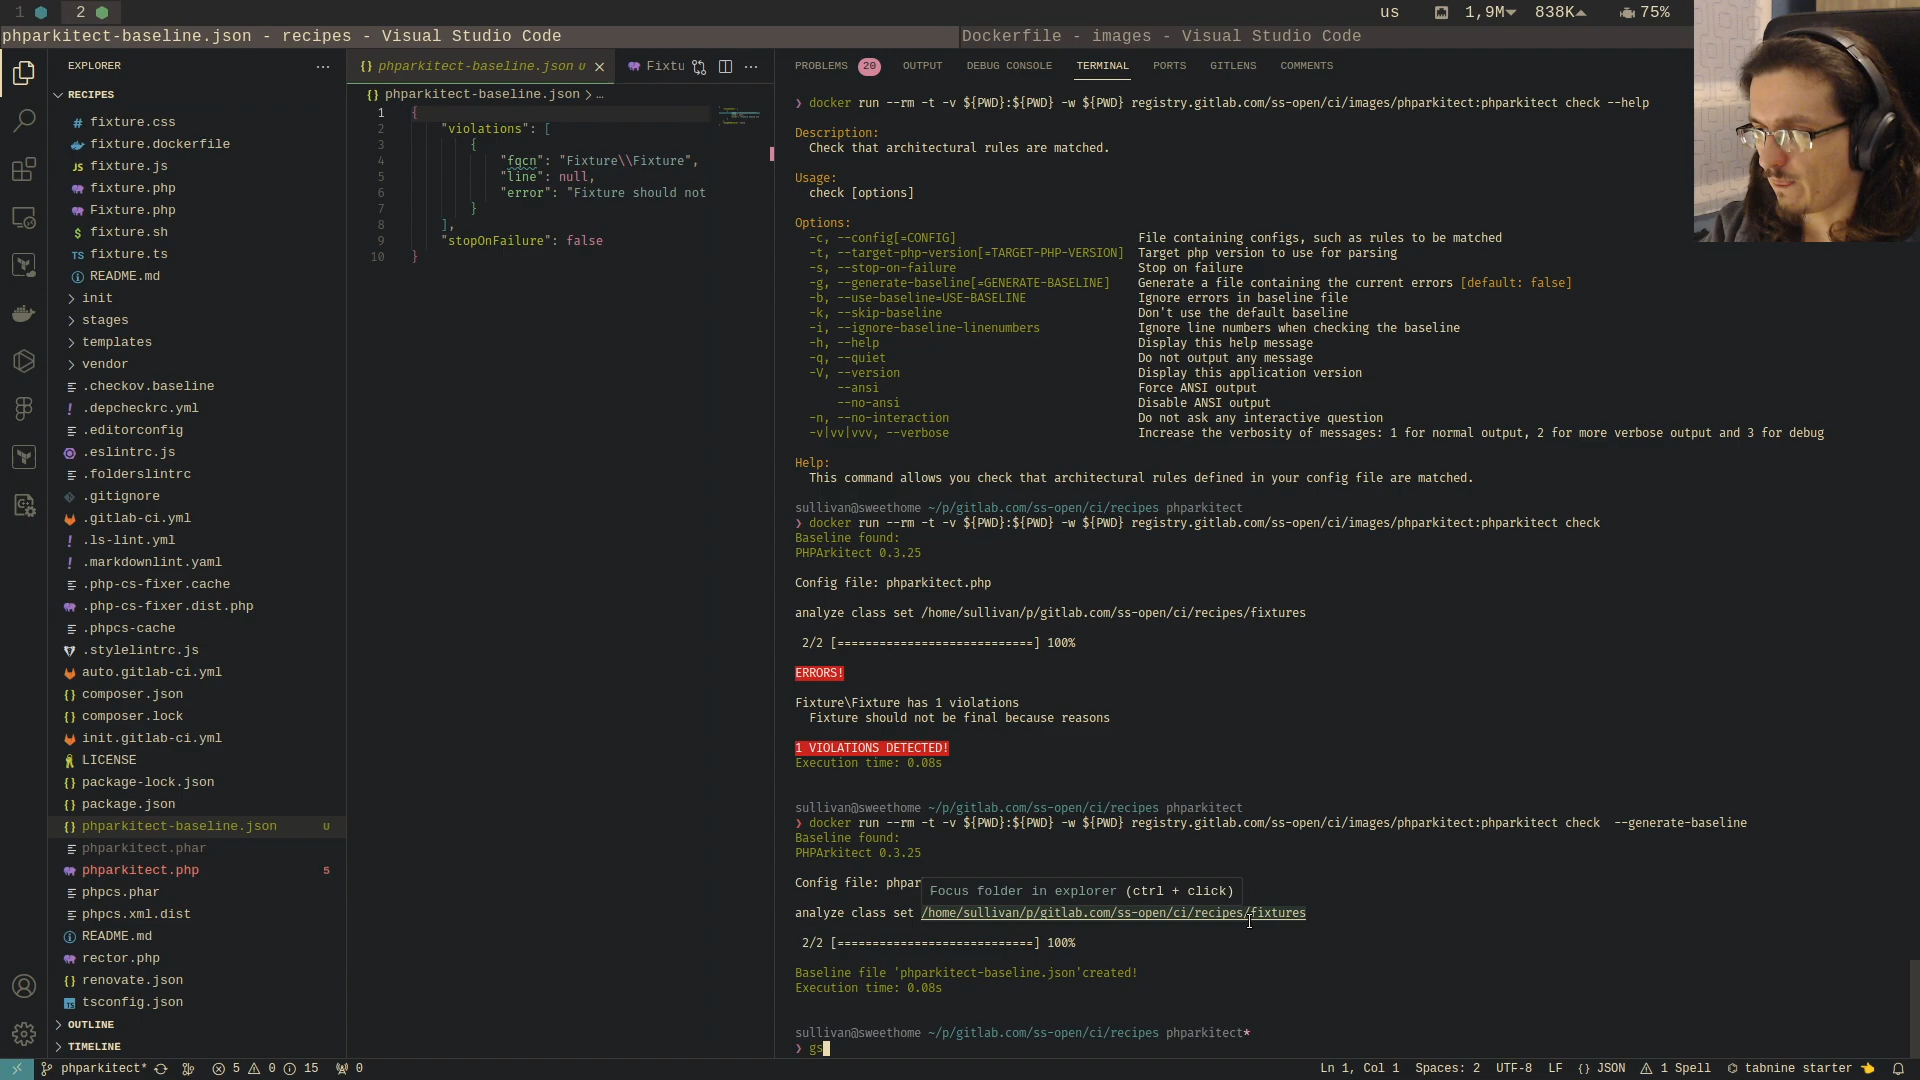 1
2
us
1,9M
838K
75%
phparkitect-baseline.json - recipes - Visual Studio Code
Dockerfile - images - Visual Studio Code
EXPLORER
RECIPES
fixture.css
fixture.dockerfile
JS fixture.js
fixture.php
Fixture.php
$ fixture.sh
TS fixture.ts
README.md
init
stages
templates
vendor
.checkov.baseline
! .depcheckrc.yml
.editorconfig
.eslintrc.js
.folderslintrc
.gitignore
.gitlab-ci.yml
! .ls-lint.yml
! .markdownlint.yaml
.php-cs-fixer.cache
.php-cs-fixer.dist.php
.phpcs-cache
.stylelintrc.js
auto.gitlab-ci.yml
{} composer.json
{} composer.lock
init.gitlab-ci.yml
LICENSE
{} package-lock.json
{} package.json
{} phparkitect-baseline.json U
phparkitect.phar
phparkitect.php 5
phpcs.phar
phpcs.xml.dist
README.md
rector.php
{} renovate.json
tsconfig.json
OUTLINE
TIMELINE
{} phparkitect-baseline.json U
Fixtu
{} phparkitect-baseline.json > …
1 {
2 "violations": [
3 {
4 "fqcn": "Fixture\\Fixture",
5 "line": null,
6 "error": "Fixture should not
7 }
8 ],
9 "stopOnFailure": false
10 }
PROBLEMS 20 OUTPUT DEBUG CONSOLE TERMINAL PORTS GITLENS COMMENTS
❯ docker run --rm -t -v ${PWD}:${PWD} -w ${PWD} registry.gitlab.com/ss-open/ci/images/phparkitect:phparkitect check --help
Description:
Check that architectural rules are matched.
Usage:
check [options]
Options:
-c, --config[=CONFIG] File containing configs, such as rules to be matched
-t, --target-php-version[=TARGET-PHP-VERSION] Target php version to use for parsing
-s, --stop-on-failure Stop on failure
-g, --generate-baseline[=GENERATE-BASELINE] Generate a file containing the current errors [default: false]
-b, --use-baseline=USE-BASELINE Ignore errors in baseline file
-k, --skip-baseline Don't use the default baseline
-i, --ignore-baseline-linenumbers Ignore line numbers when checking the baseline
-h, --help Display this help message
-q, --quiet Do not output any message
-V, --version Display this application version
--ansi Force ANSI output
--no-ansi Disable ANSI output
-n, --no-interaction Do not ask any interactive question
-v|vv|vvv, --verbose Increase the verbosity of messages: 1 for normal output, 2 for more verbose output and 3 for debug
Help:
This command allows you check that architectural rules defined in your config file are matched.
sullivan@sweethome ~/p/gitlab.com/ss-open/ci/recipes phparkitect
❯ docker run --rm -t -v ${PWD}:${PWD} -w ${PWD} registry.gitlab.com/ss-open/ci/images/phparkitect:phparkitect check
Baseline found:
PHPArkitect 0.3.25
Config file: phparkitect.php
analyze class set /home/sullivan/p/gitlab.com/ss-open/ci/recipes/fixtures
2/2 [============================] 100%
ERRORS!
Fixture\Fixture has 1 violations
Fixture should not be final because reasons
1 VIOLATIONS DETECTED!
Execution time: 0.08s
sullivan@sweethome ~/p/gitlab.com/ss-open/ci/recipes phparkitect
❯ docker run --rm -t -v ${PWD}:${PWD} -w ${PWD} registry.gitlab.com/ss-open/ci/images/phparkitect:phparkitect check --generate-baseline
Baseline found:
PHPArkitect 0.3.25
Config file: phpar
Focus folder in explorer (ctrl + click)
analyze class set /home/sullivan/p/gitlab.com/ss-open/ci/recipes/fixtures
2/2 [============================] 100%
Baseline file 'phparkitect-baseline.json'created!
Execution time: 0.08s
sullivan@sweethome ~/p/gitlab.com/ss-open/ci/recipes phparkitect*
❯ gs
phparkitect* 5 0 15 0
Ln 1, Col 1 Spaces: 2 UTF-8 LF {} JSON 1 Spell tabnine starter